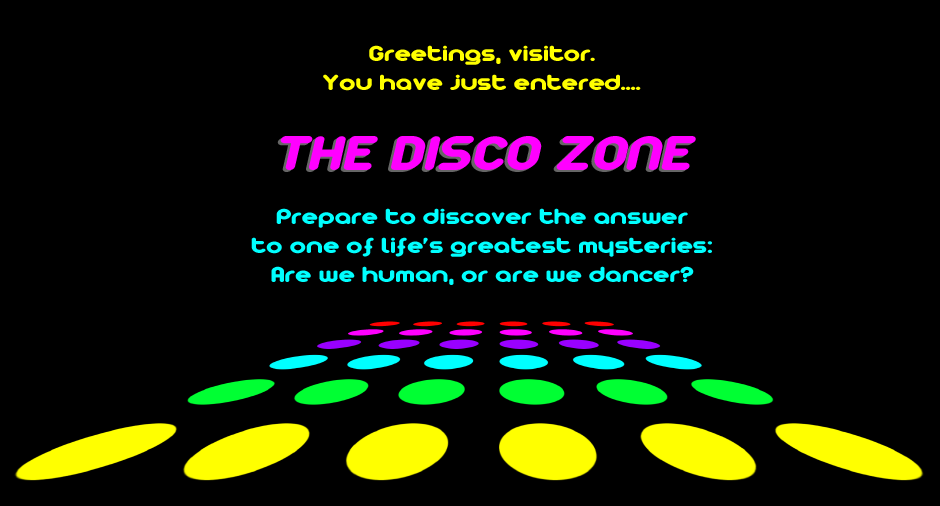 Greetings, visitor.
You have just entered....
THE DISCO ZONE
Prepare to discover the answer
to one of life's greatest mysteries:
Are we human, or are we dancer?